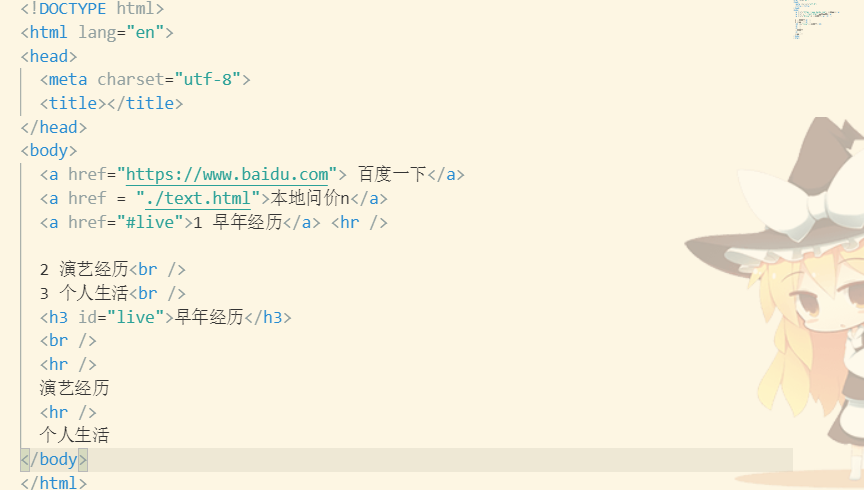 <!DOCTYPE html>
<html lang="en">
<head>
<meta charset="utf-8">
<title></title>
</head>
<body>
<a href="https://www.baidu.com"> 百度一下</a>
<a href = "./text.html">本地问价n</a>
<a href="#live">1 早年经历</a> <hr />
2 演艺经历<br />
3 个人生活<br />
<h3 id="live">早年经历</h3>
<br />
<hr />
演艺经历
<hr />
个人生活
</body>
</html>